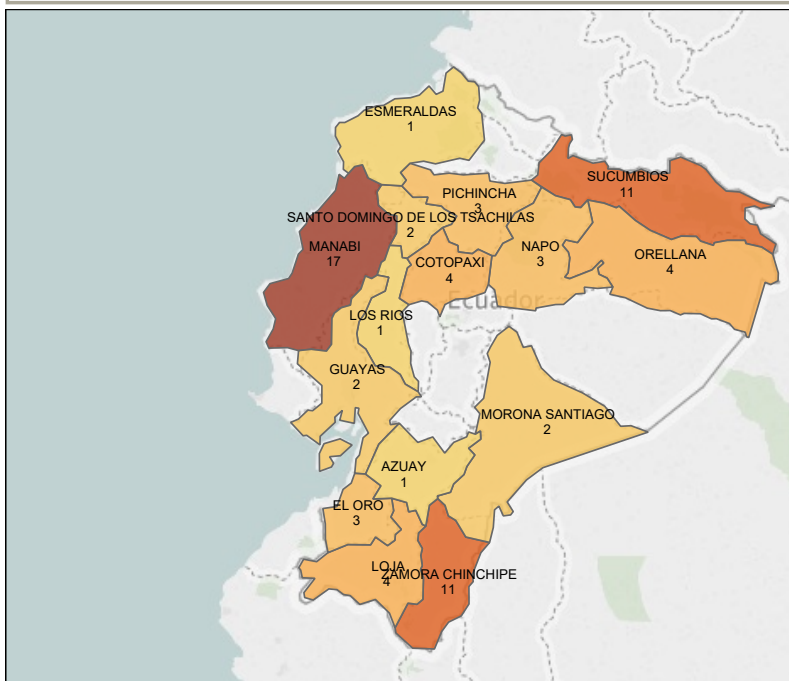 ESMERALDAS
1
SUCUMBIOS
11
PICHINCHA
3
SANTO DOMINGO DE LOS TSACHILAS
2
MANABI
17
COTOPAXI
4
NAPO
3
ORELLANA
4
Ecuador
LOS RIOS
1
GUAYAS
2
MORONA SANTIAGO
2
AZUAY
1
EL ORO
3
LOJA
4
ZAMORA CHINCHIPE
11